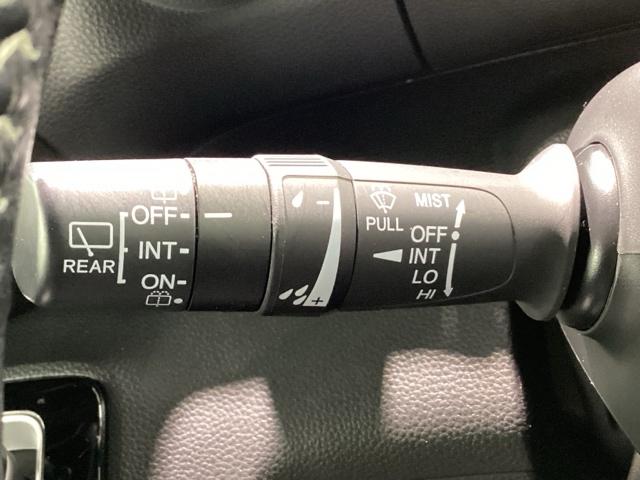 REAR
OFF
INT
ON
− 
+
PULL
MIST
OFF
INT
LO
HI